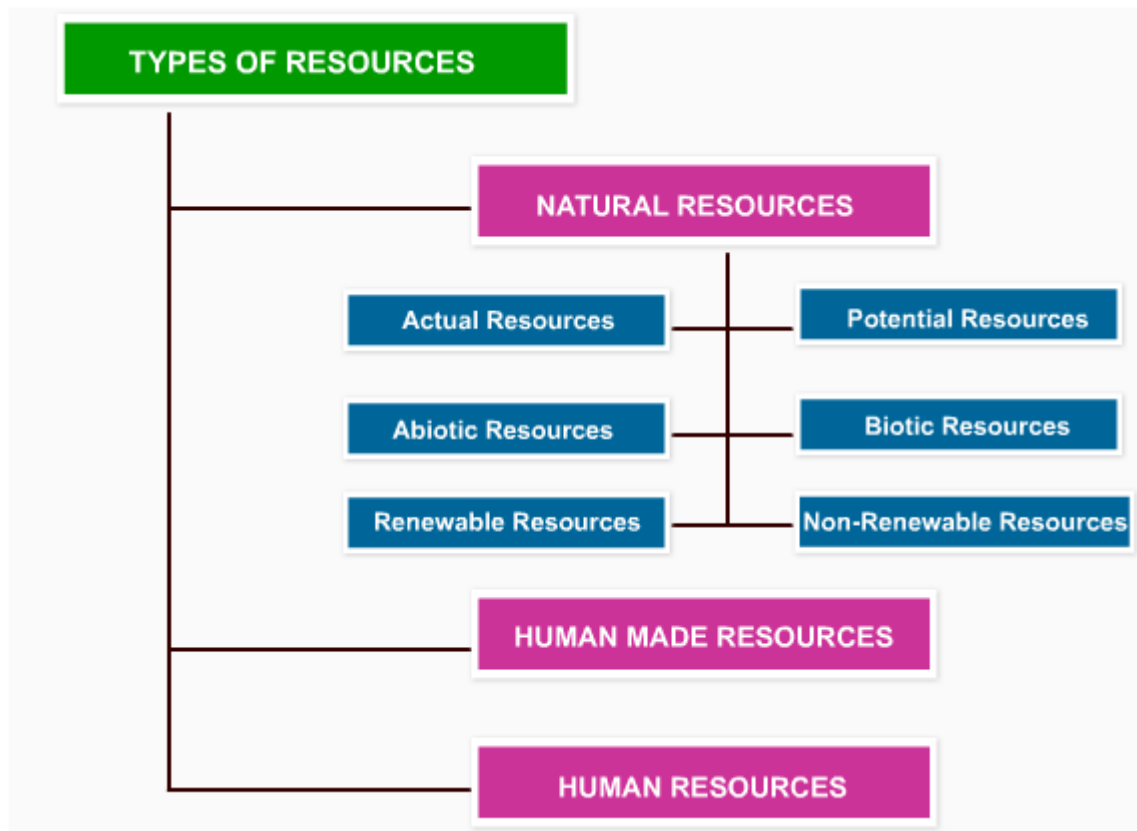 TYPES OF RESOURCES
NATURAL RESOURCES
Actual Resources
Potential Resources
Abiotic Resources
Biotic Resources
Renewable Resources
Non-Renewable Resources
HUMAN MADE RESOURCES
HUMAN RESOURCES